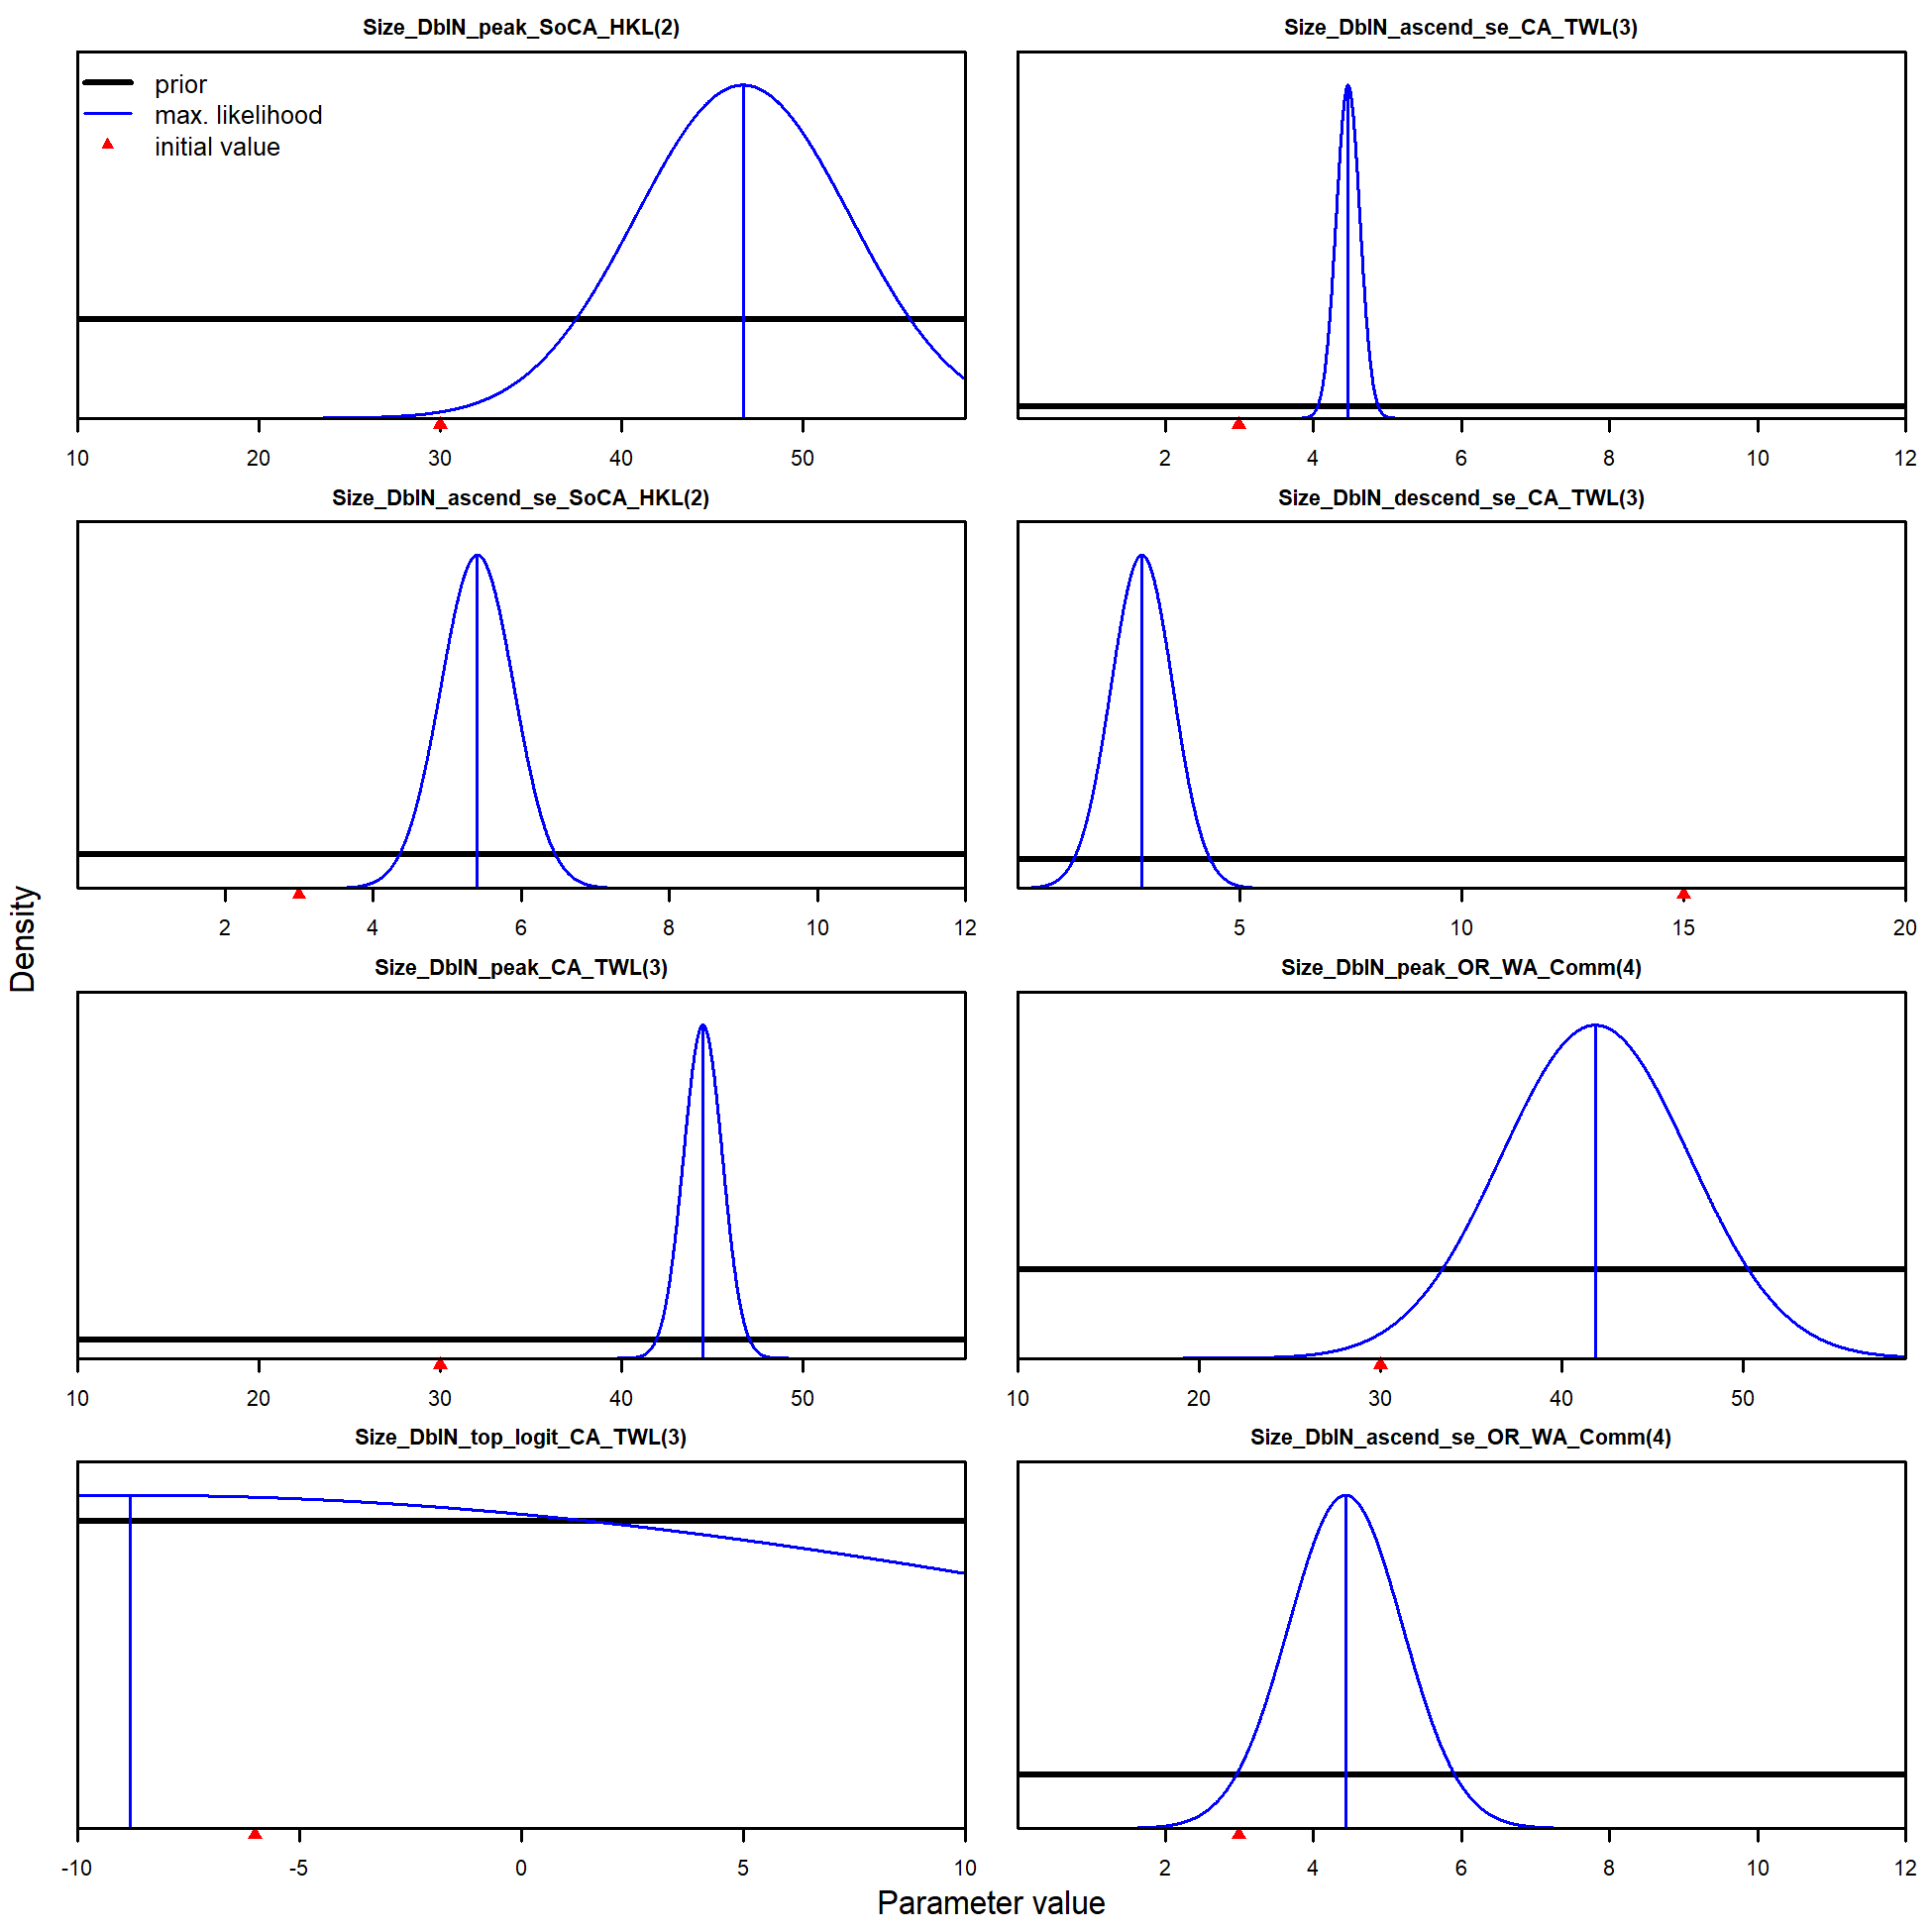 Size_DblN_peak_SoCA_HKL(2)
prior
max. likelihood
initial value
10 20 30 40 50
Size_DblN_ascend_se_CA_TWL(3)
2 4 6 8 10 12
Size_DblN_ascend_se_SoCA_HKL(2)
2 4 6 8 10 12
Size_DblN_descend_se_CA_TWL(3)
5 10 15 20
Size_DblN_peak_CA_TWL(3)
10 20 30 40 50
Size_DblN_peak_OR_WA_Comm(4)
10 20 30 40 50
Size_DblN_top_logit_CA_TWL(3)
-10 -5 0 5 10
Size_DblN_ascend_se_OR_WA_Comm(4)
2 4 6 8 10 12
Density
Parameter value